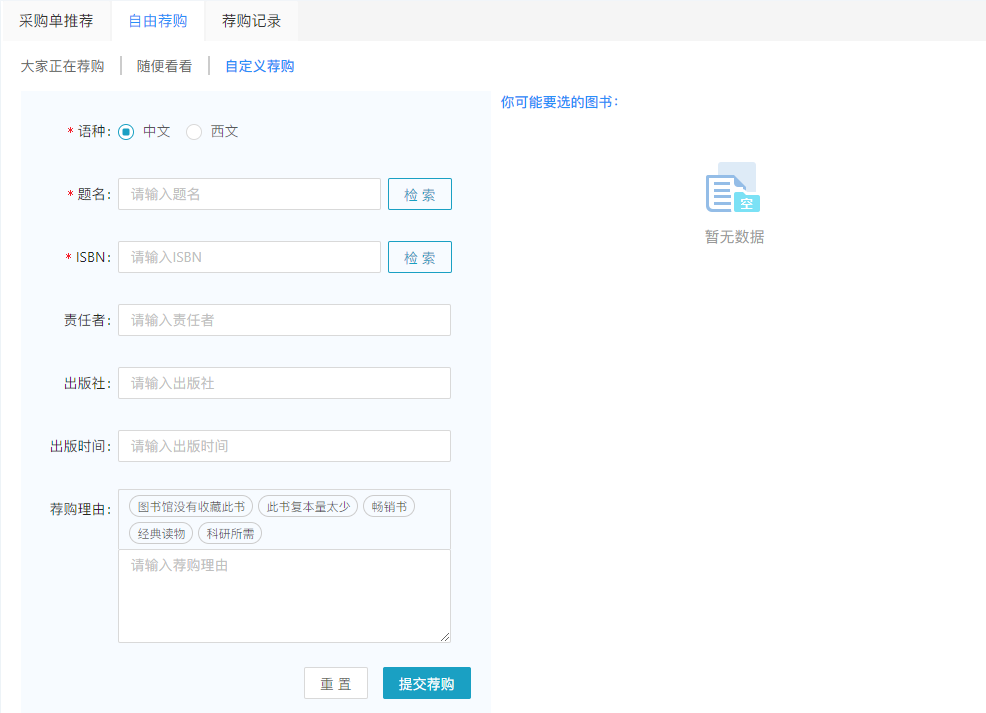 采购单推荐 自由荐购 荐购记录
大家正在荐购 随便看看 自定义荐购
* 语种: 中文 西文
* 题名: 请输入题名 检 索
* ISBN: 请输入ISBN 检 索
责任者: 请输入责任者
出版社: 请输入出版社
出版时间: 请输入出版时间
荐购理由: 图书馆没有收藏此书 此书复本量太少 畅销书
经典读物 科研所需
请输入荐购理由
重 置 提交荐购
你可能要选的图书:
空
暂无数据